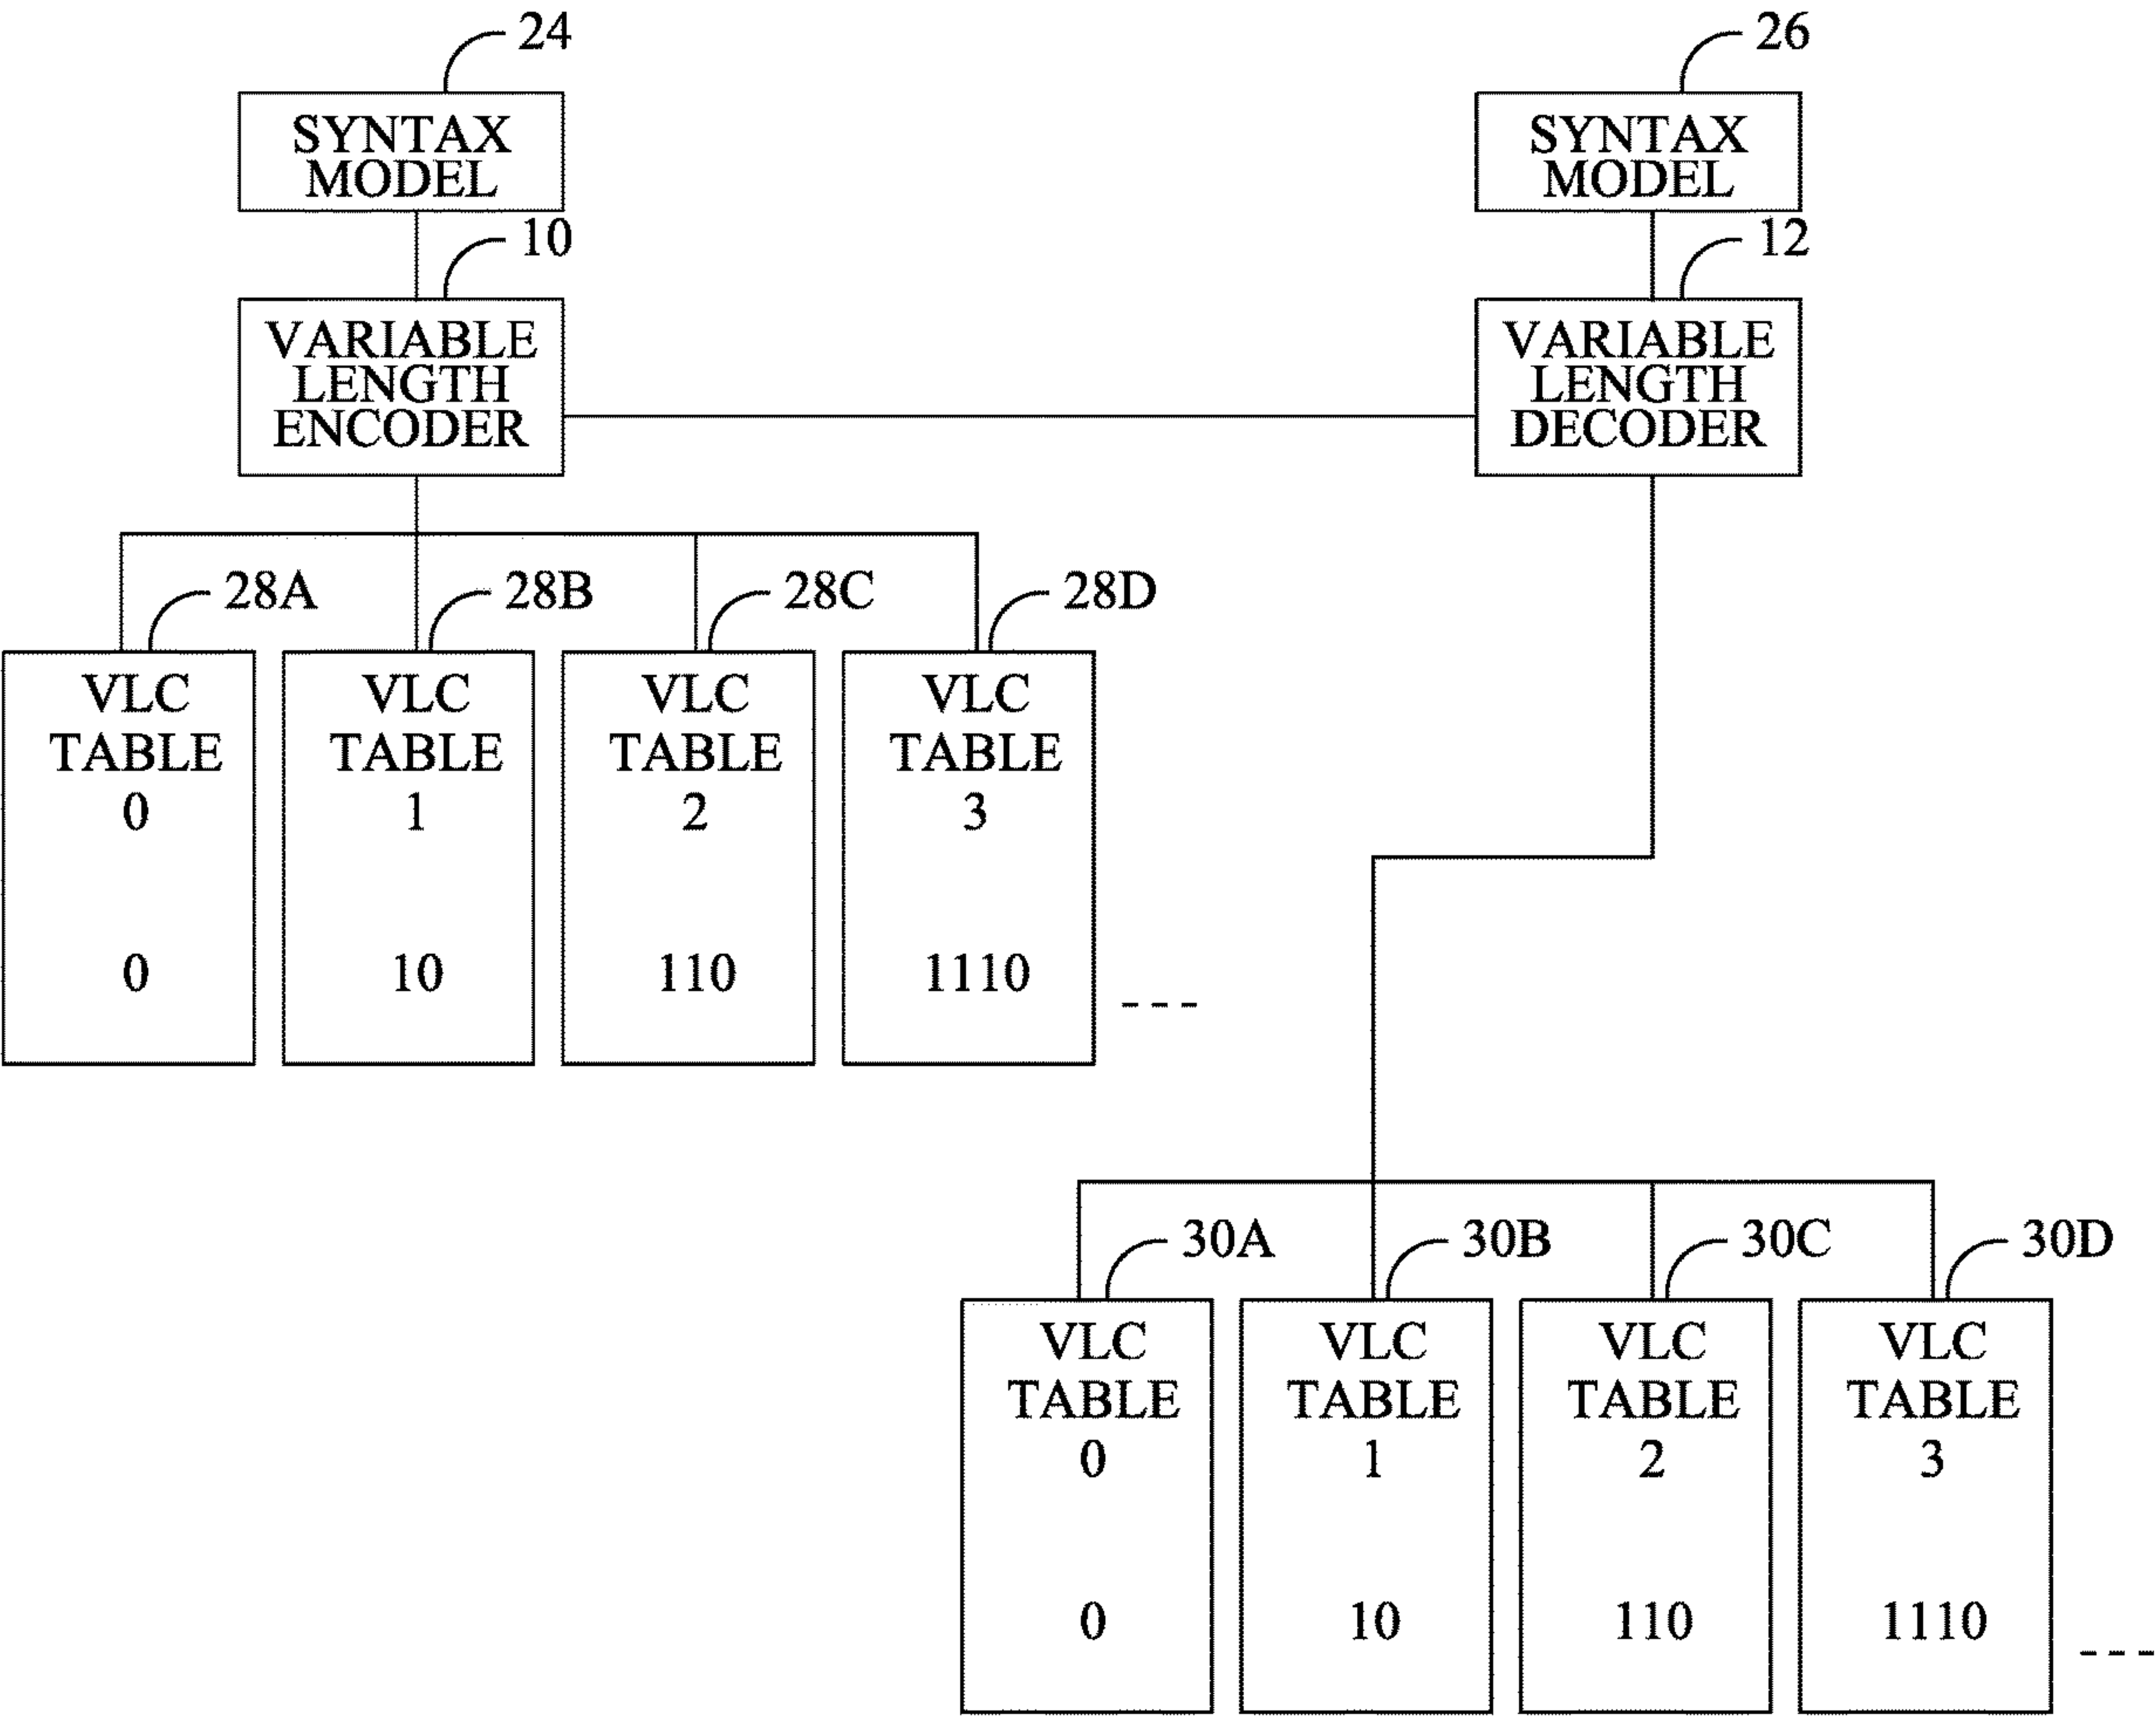 24
SYNTAX
MODEL
10
VARIABLE
LENGTH
ENCODER
26
SYNTAX
MODEL
12
VARIABLE
LENGTH
DECODER
28A
VLC
TABLE
0
0
28B
VLC
TABLE
1
10
28C
VLC
TABLE
2
110
28D
VLC
TABLE
3
1110
---
30A
VLC
TABLE
0
0
30B
VLC
TABLE
1
10
30C
VLC
TABLE
2
110
30D
VLC
TABLE
3
1110
---